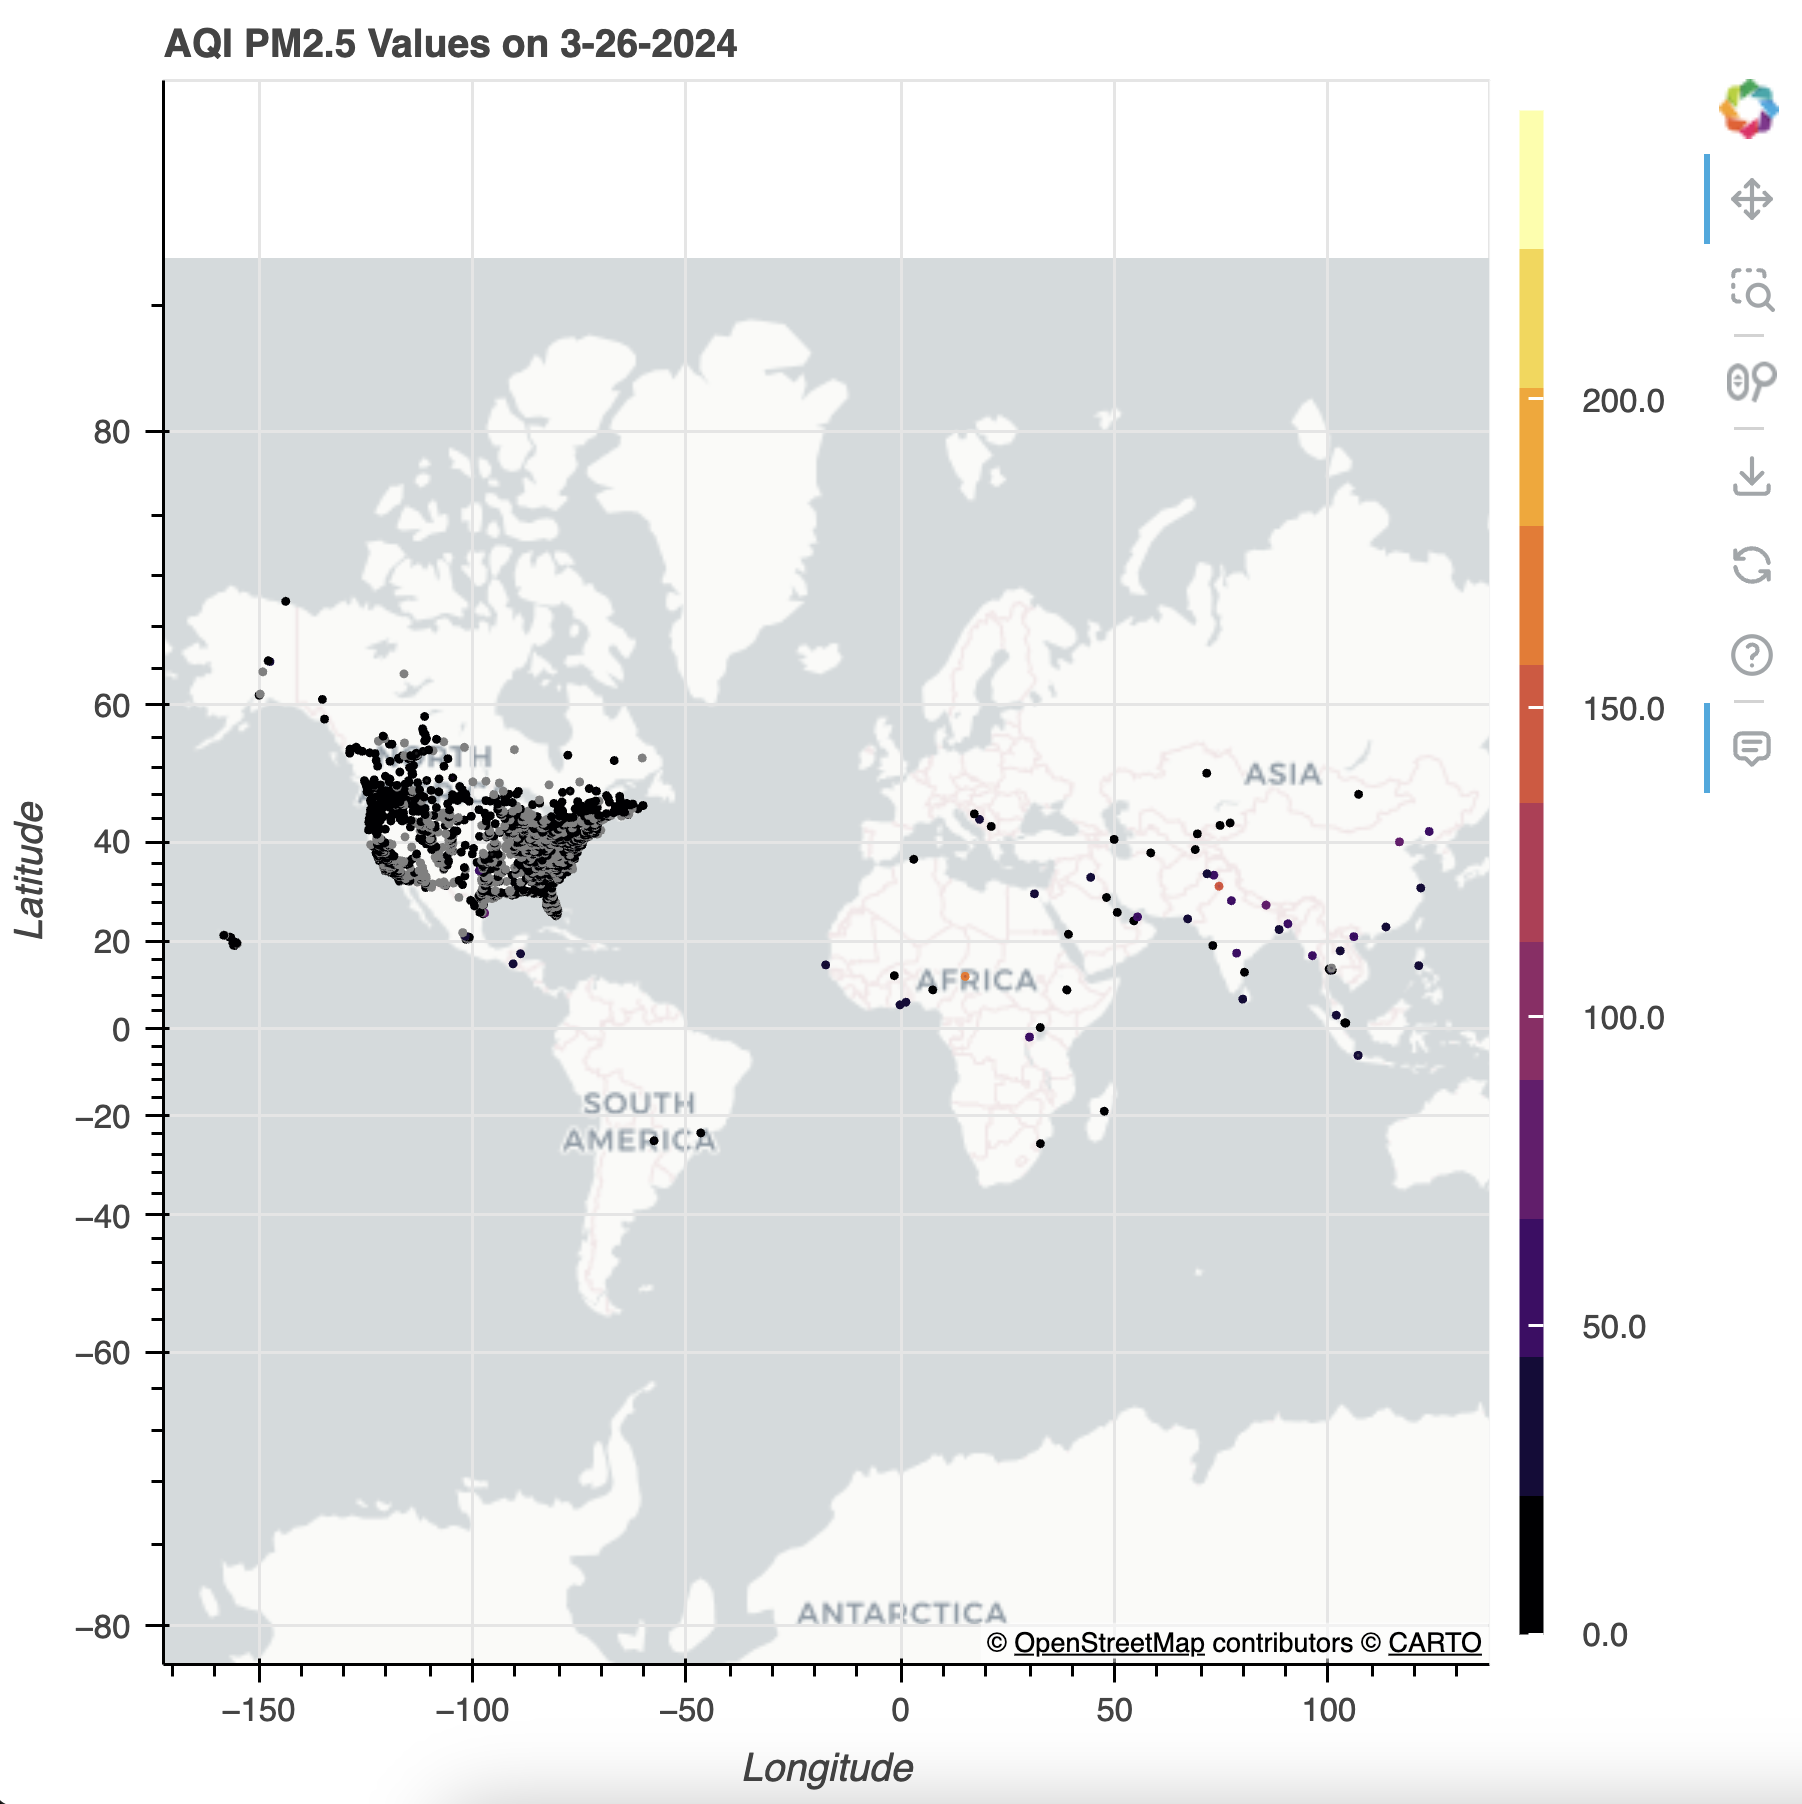 AQI PM2.5 Values on 3-26-2024
80
60
40
20
0
−20
−40
−60
−80
Latitude
NORTH
ASIA
AFRICA
SOUTH
AMERICA
ANTARCTICA
© OpenStreetMap contributors © CARTO
−150
−100
−50
0
50
100
Longitude
200.0
150.0
100.0
50.0
0.0